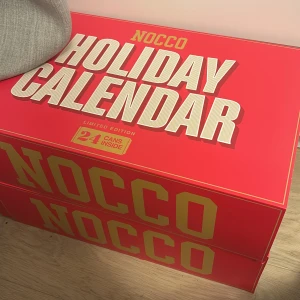 NOCCO
HOLIDAY
CALENDAR
LIMITED EDITION
24 CANS
INSIDE
NOCCO
NOCCO